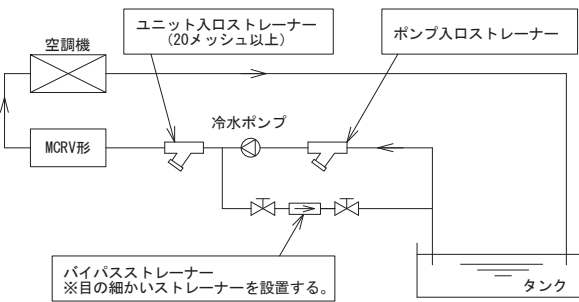 ユニット入口ストレーナー
（20メッシュ以上）
ポンプ入口ストレーナー
空調機
冷水ポンプ
MCRV形
バイパスストレーナー
※目の細かいストレーナーを設置する。
タンク